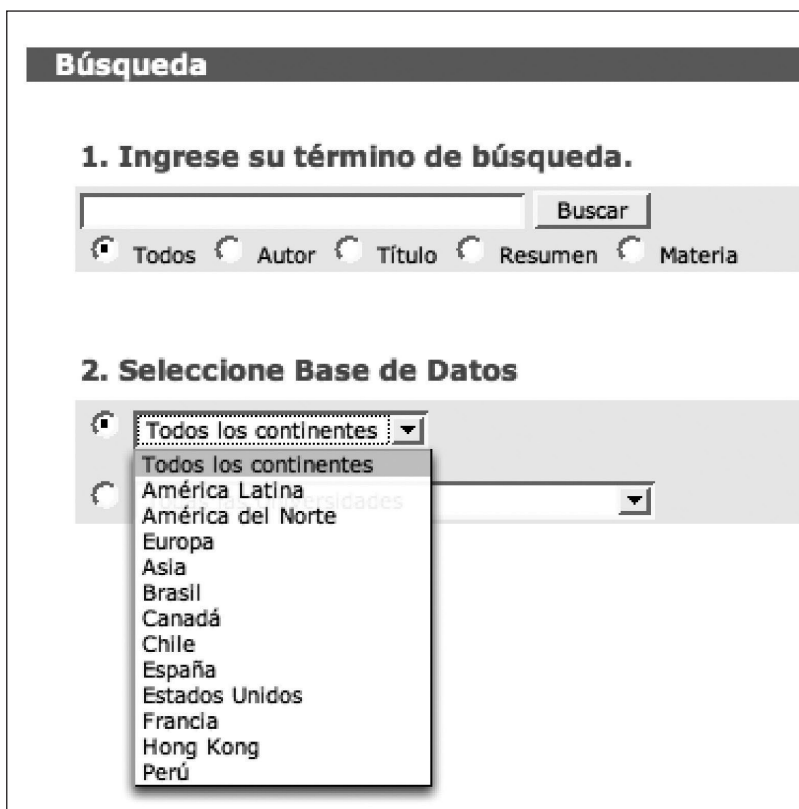 Búsqueda
1. Ingrese su término de búsqueda.
Buscar
Todos Autor Título Resumen Materia
2. Seleccione Base de Datos
Todos los continentes
Todos los continentes
América Latina
América del Norte
Europa
Asia
Brasil
Canadá
Chile
España
Estados Unidos
Francia
Hong Kong
Perú